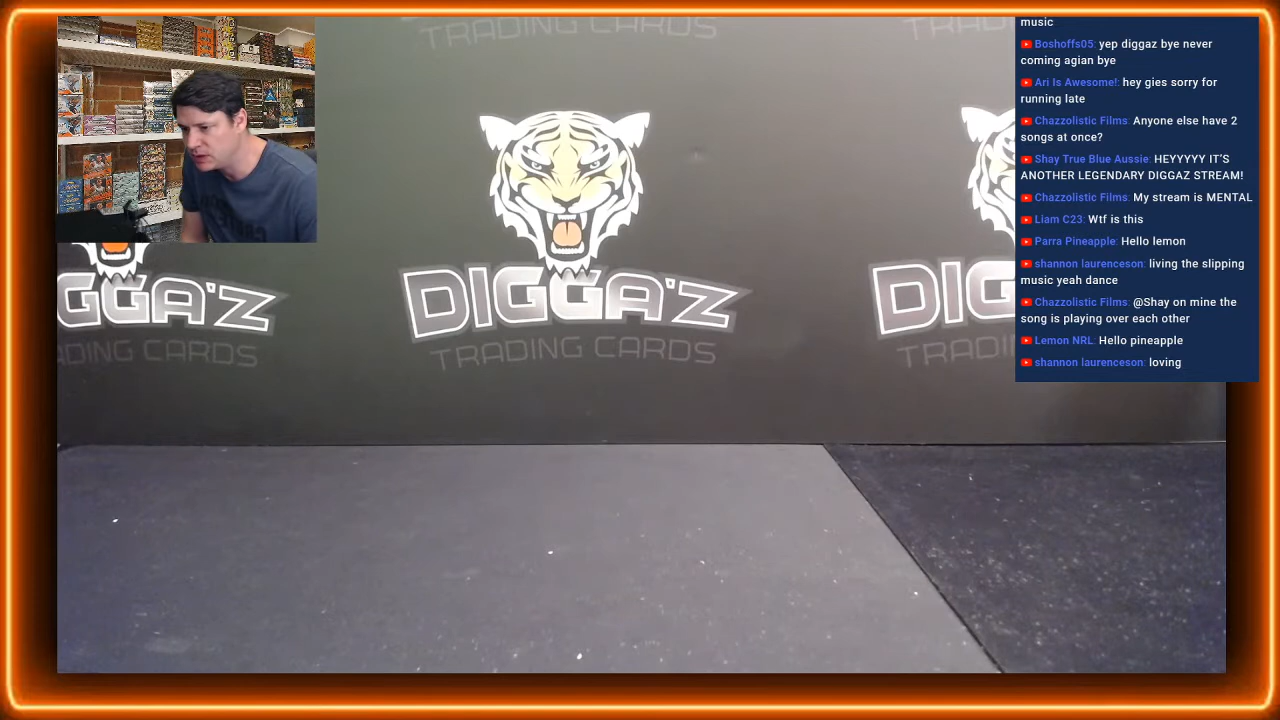 TRADING CARDS
DIGGA'Z
TRADING CARDS
GGA'Z
ADING CARDS
DIGG
TRADING
music
Boshoffs05: yep diggaz bye never
coming agian bye
Ari Is Awesome!: hey gies sorry for
running late
Chazzolistic Films: Anyone else have 2
songs at once?
Shay True Blue Aussie: HEYYYYY IT'S
ANOTHER LEGENDARY DIGGAZ STREAM!
Chazzolistic Films: My stream is MENTAL
Liam C23: Wtf is this
Parra Pineapple: Hello lemon
shannon laurenceson: living the slipping
music yeah dance
Chazzolistic Films: @Shay on mine the
song is playing over each other
Lemon NRL: Hello pineapple
shannon laurenceson: loving